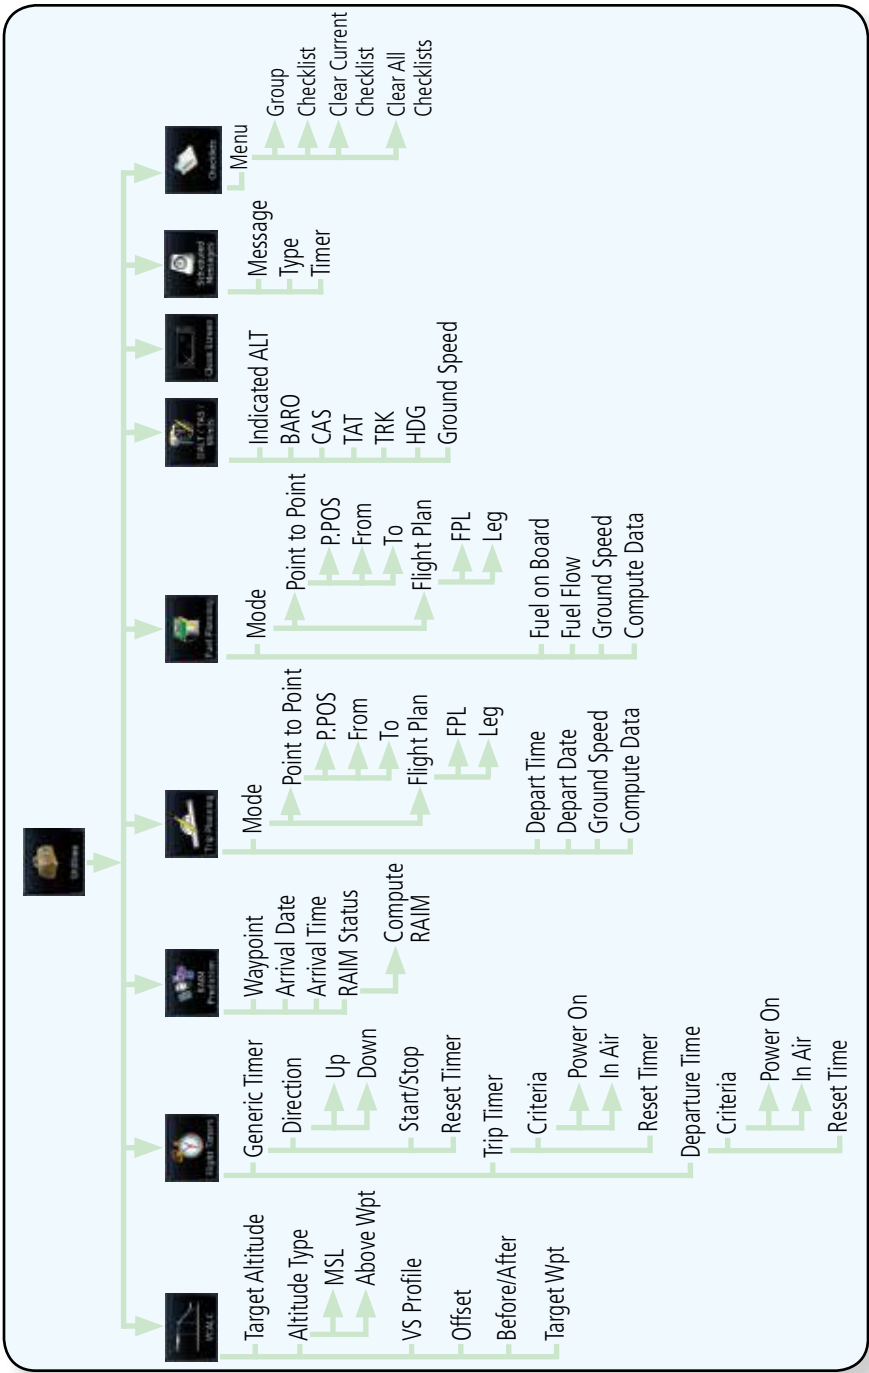 Utilities
VCALC
Target Altitude
Altitude Type
MSL
Above Wpt
VS Profile
Offset
Before/After
Target Wpt
Flight Timers
Generic Timer
Direction
Up
Down
Start/Stop
Reset Timer
Trip Timer
Criteria
Power On
In Air
Reset Timer
Departure Time
Criteria
Power On
In Air
Reset Time
RAIM
Prediction
Waypoint
Arrival Date
Arrival Time
RAIM Status
Compute
RAIM
Trip Planning
Mode
Point to Point
P.POS
From
To
Flight Plan
FPL
Leg
Depart Time
Depart Date
Ground Speed
Compute Data
Fuel Planning
Mode
Point to Point
P.POS
From
To
Flight Plan
FPL
Leg
Fuel on Board
Fuel Flow
Ground Speed
Compute Data
DALT / TAS /
Winds
Indicated ALT
BARO
CAS
TAT
TRK
HDG
Ground Speed
Clean Screen
Scheduled
Messages
Message
Type
Timer
Checklists
Menu
Group
Checklist
Clear Current
Checklist
Clear All
Checklists